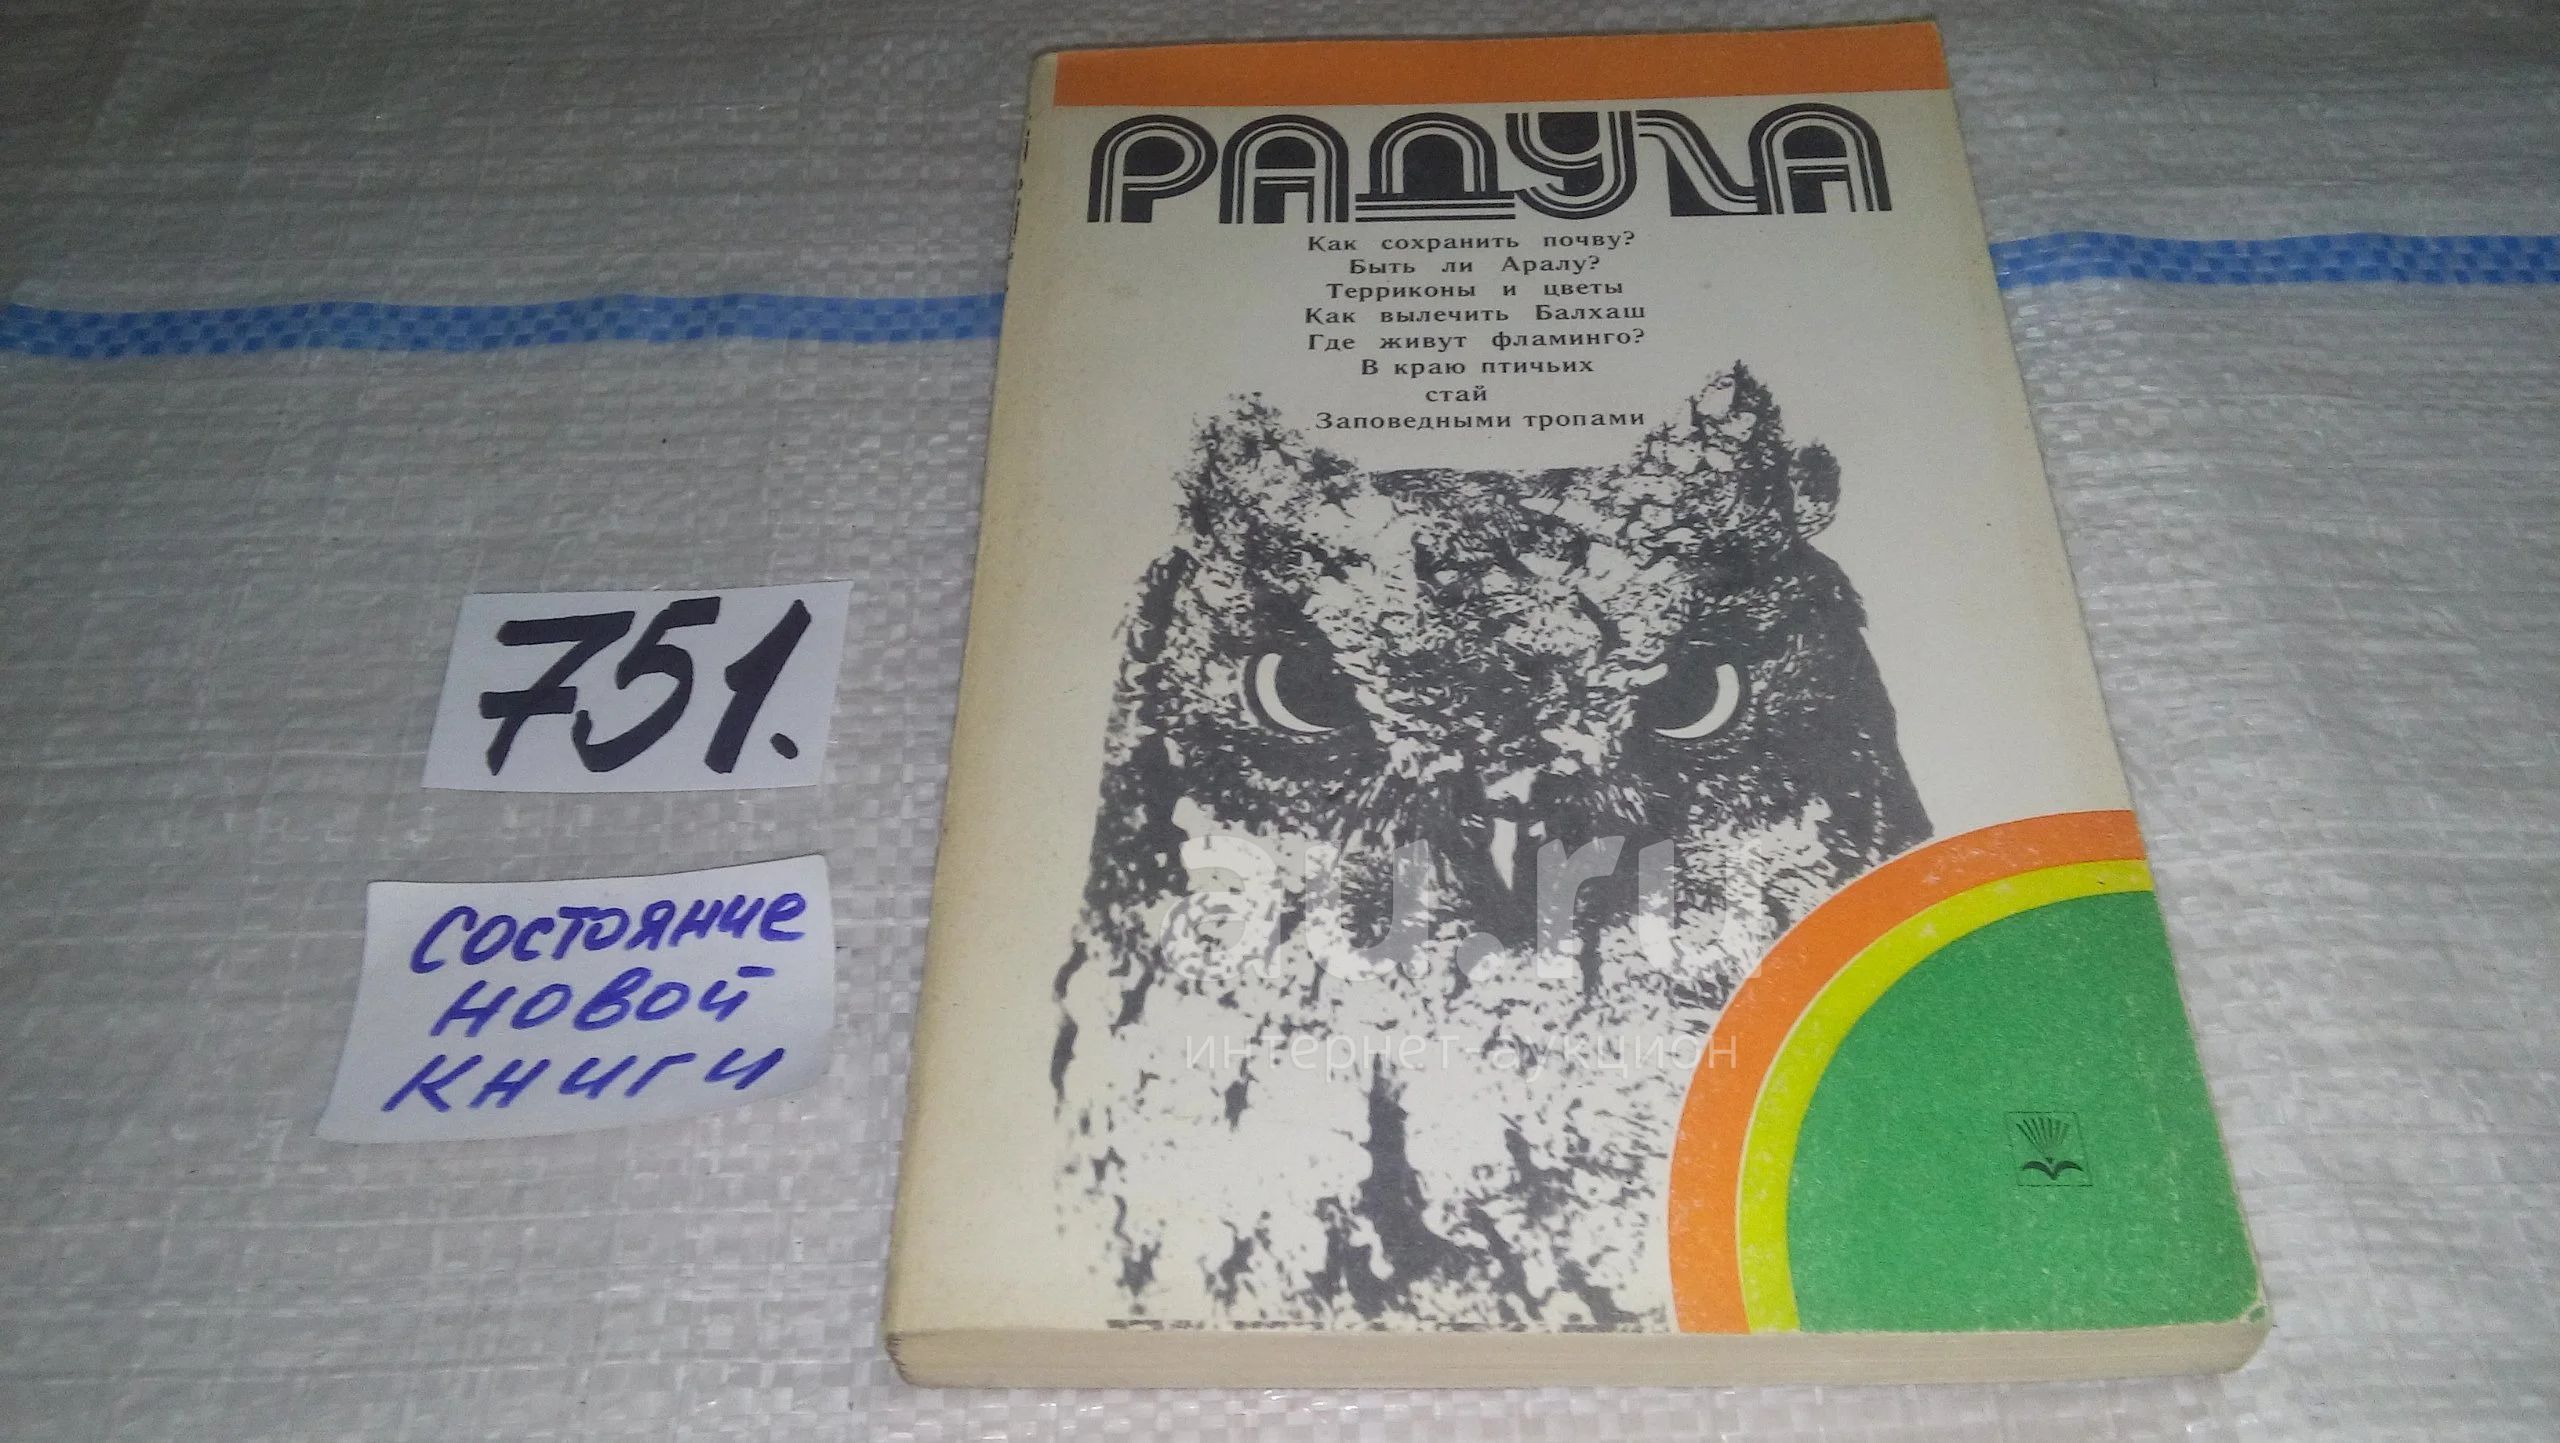 РАДУГА
Как сохранить почву?
Быть ли Аралу?
Терриконы и цветы
Как вылечить Балхаш
Где живут фламинго?
В краю птичьих
стай
Заповедными тропами
751.
состояние
новой
книги
au.ru
интернет-аукцион